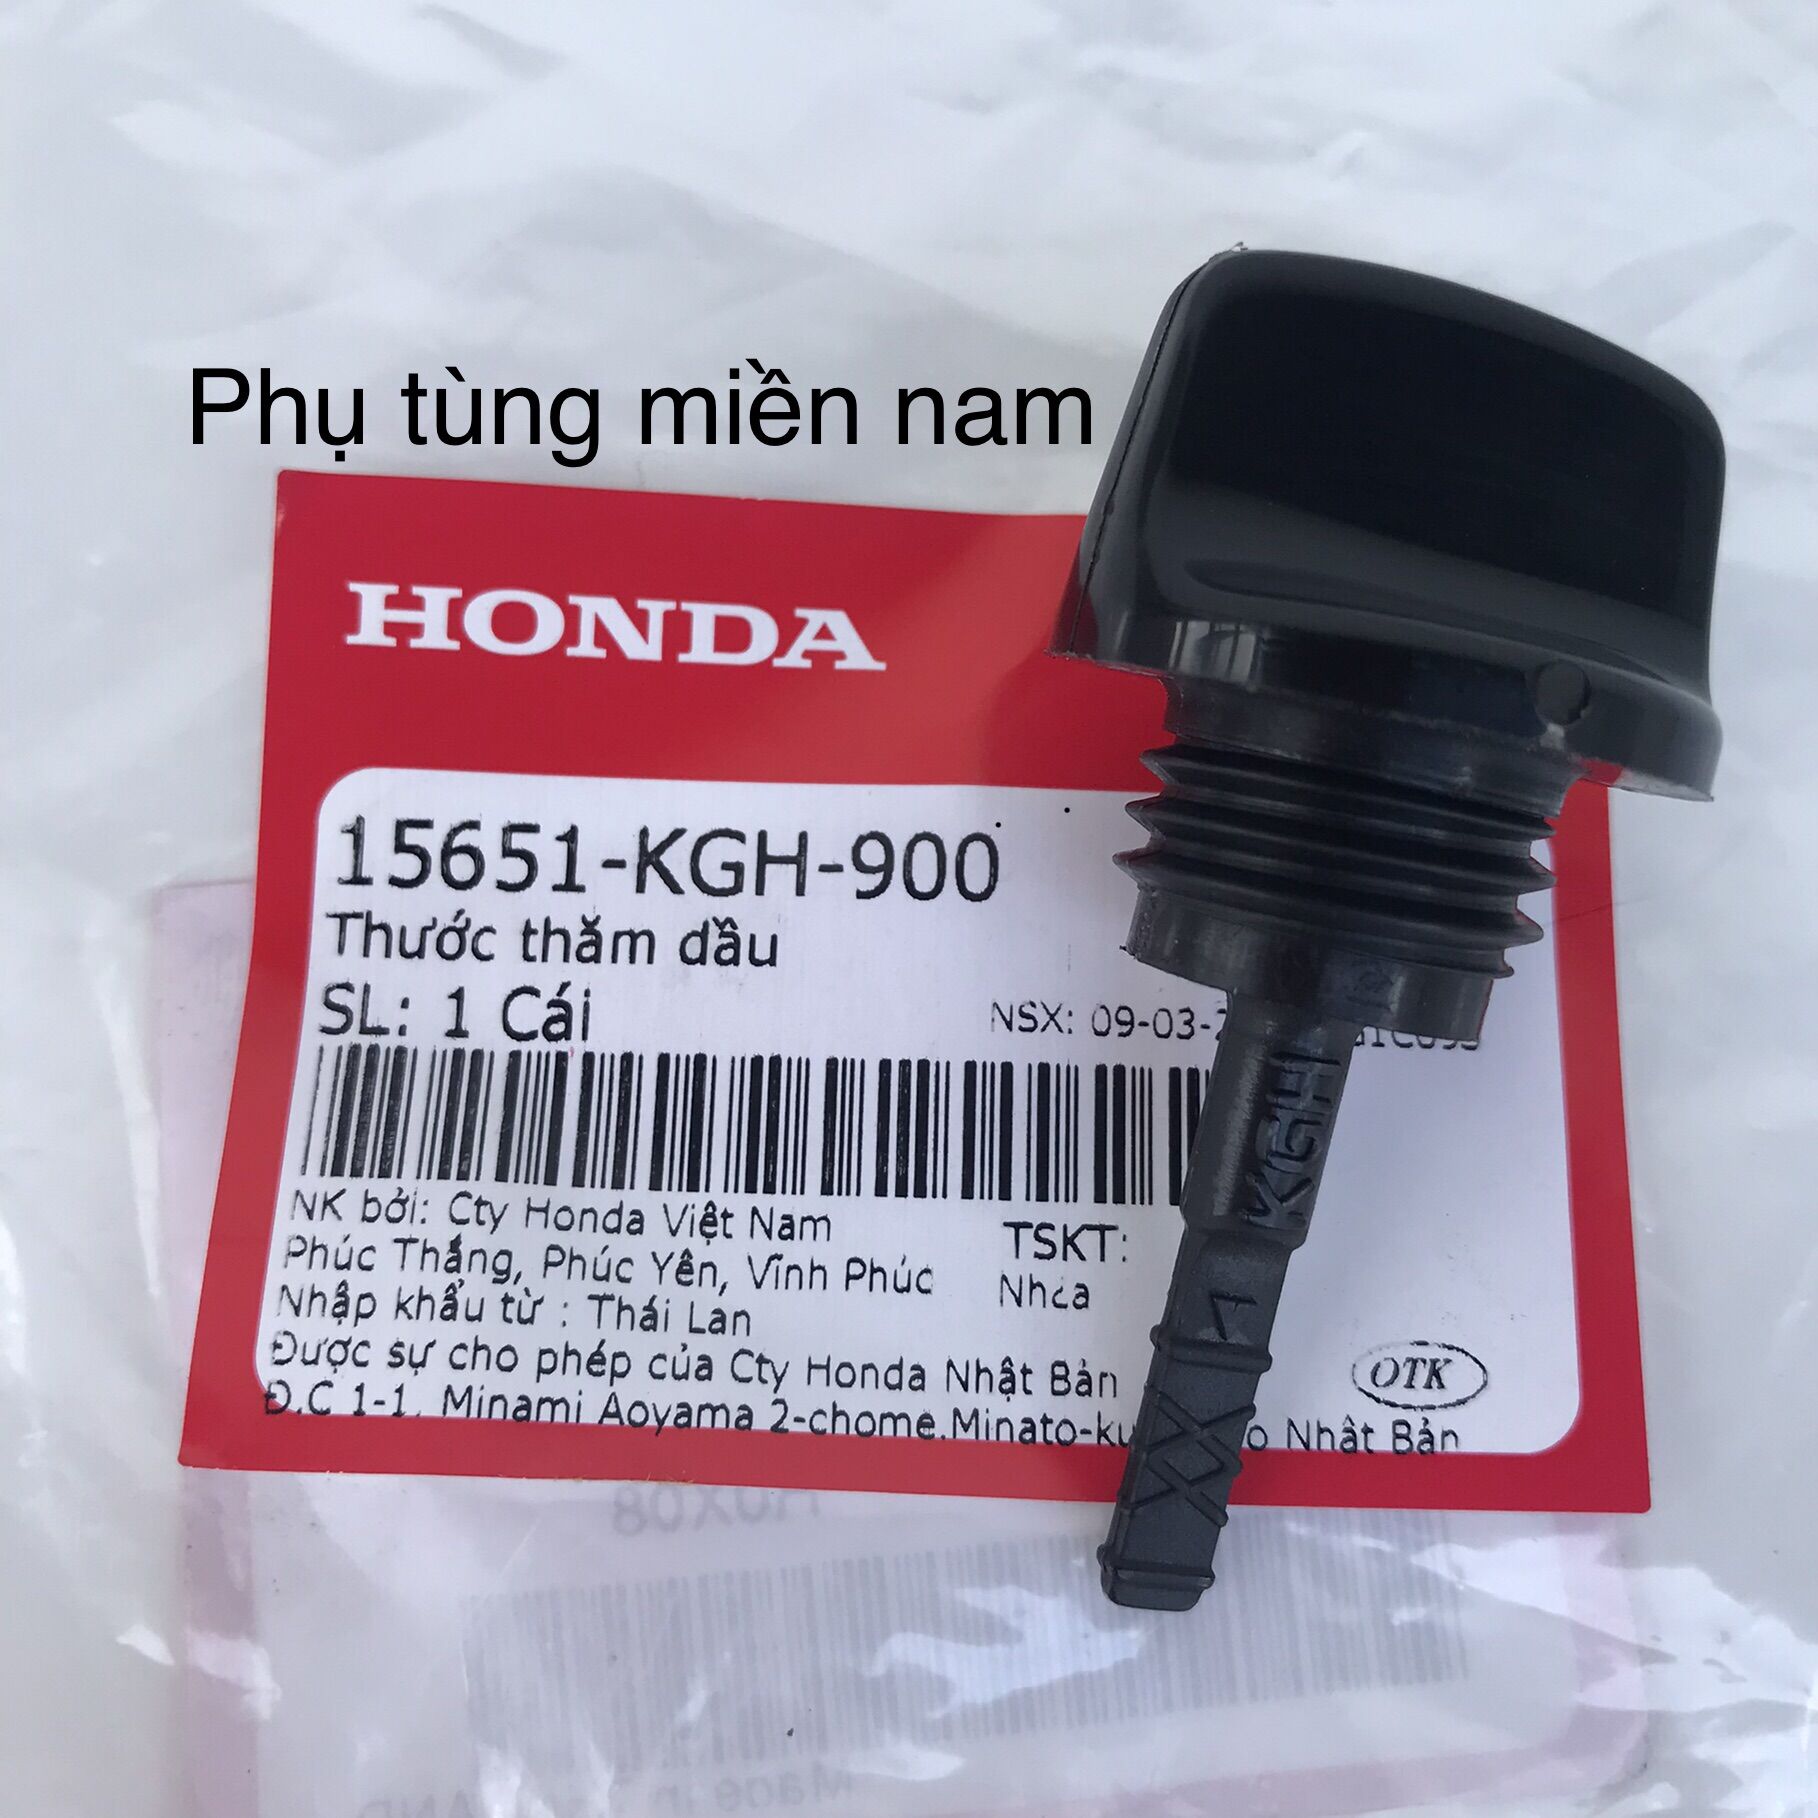 Phụ tùng miền nam
HONDA
15651-KGH-900
Thước thăm dầu
SL: 1 Cái
NSX: 09-03-
KGH
NK bởi: Cty Honda Việt Nam
TSKT:
Phúc Thắng, Phúc Yên, Vĩnh Phúc
Nhập khẩu từ : Thái Lan
Được sự cho phép của Cty Honda Nhật Bản
OTK
Đ.C 1-1, Minami Aoyama 2-chome.Minato-ku Nhật Bản